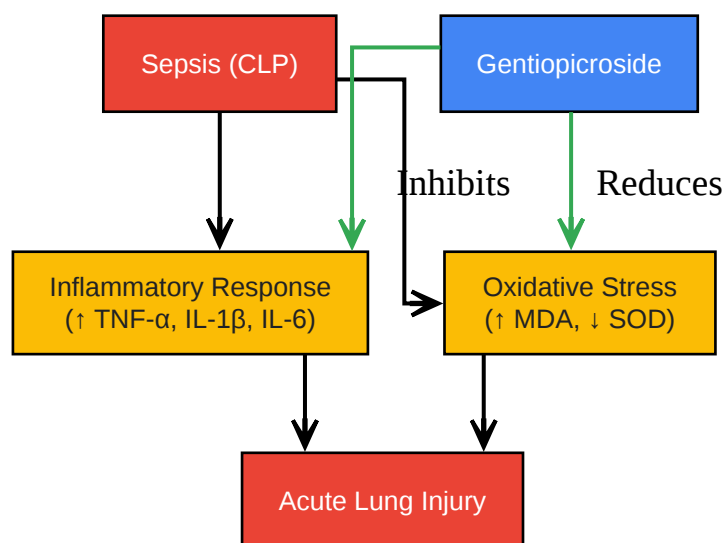 Sepsis (CLP)
Gentiopicroside
Inhibits
Reduces
Inflammatory Response
(↑ TNF-α, IL-1β, IL-6)
Oxidative Stress
(↑ MDA, ↓ SOD)
Acute Lung Injury